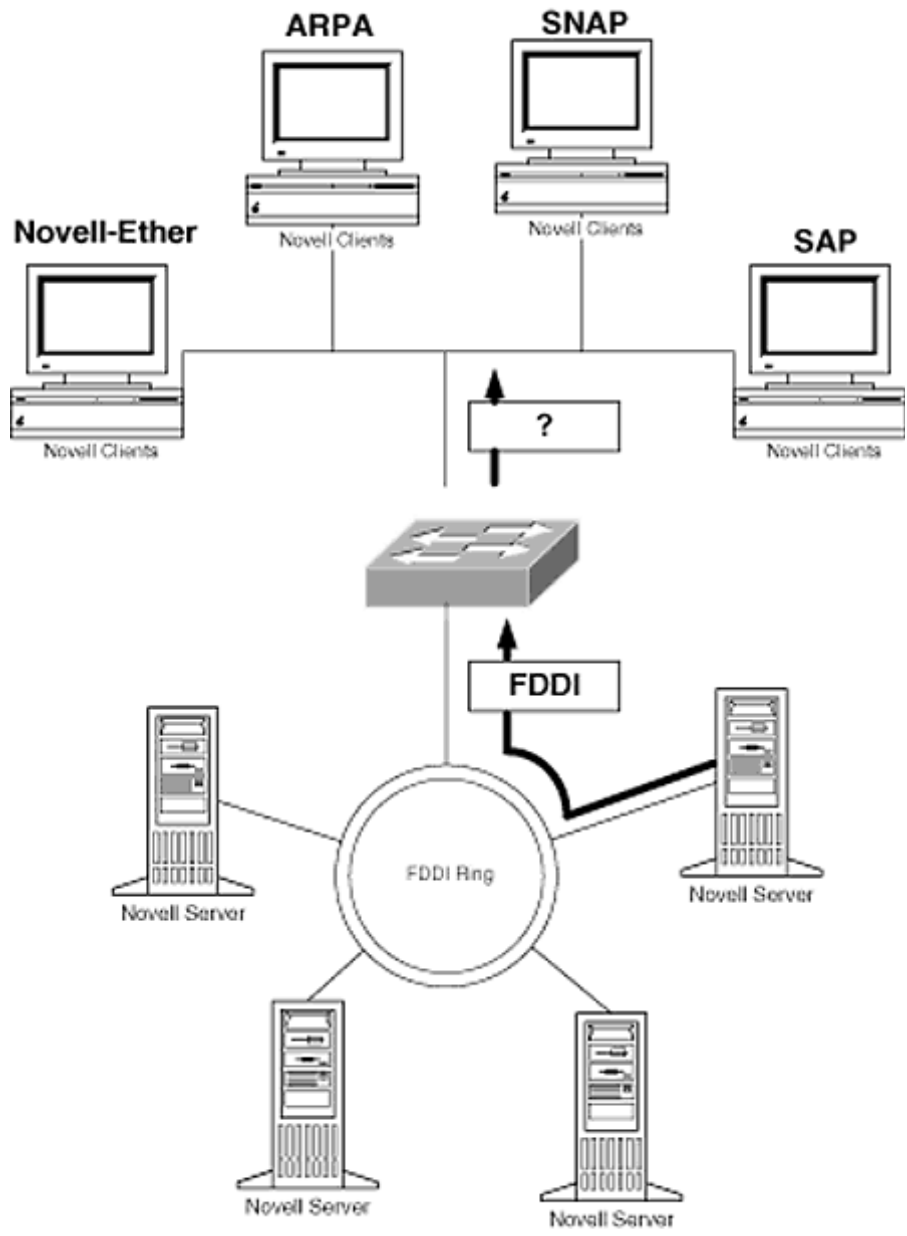 ARPA
SNAP
Novell Clients
Novell Clients
Novell-Ether
SAP
Novell Clients
Novell Clients
?
FDDI
FDDI Ring
Novell Server
Novell Server
Novell Server
Novell Server